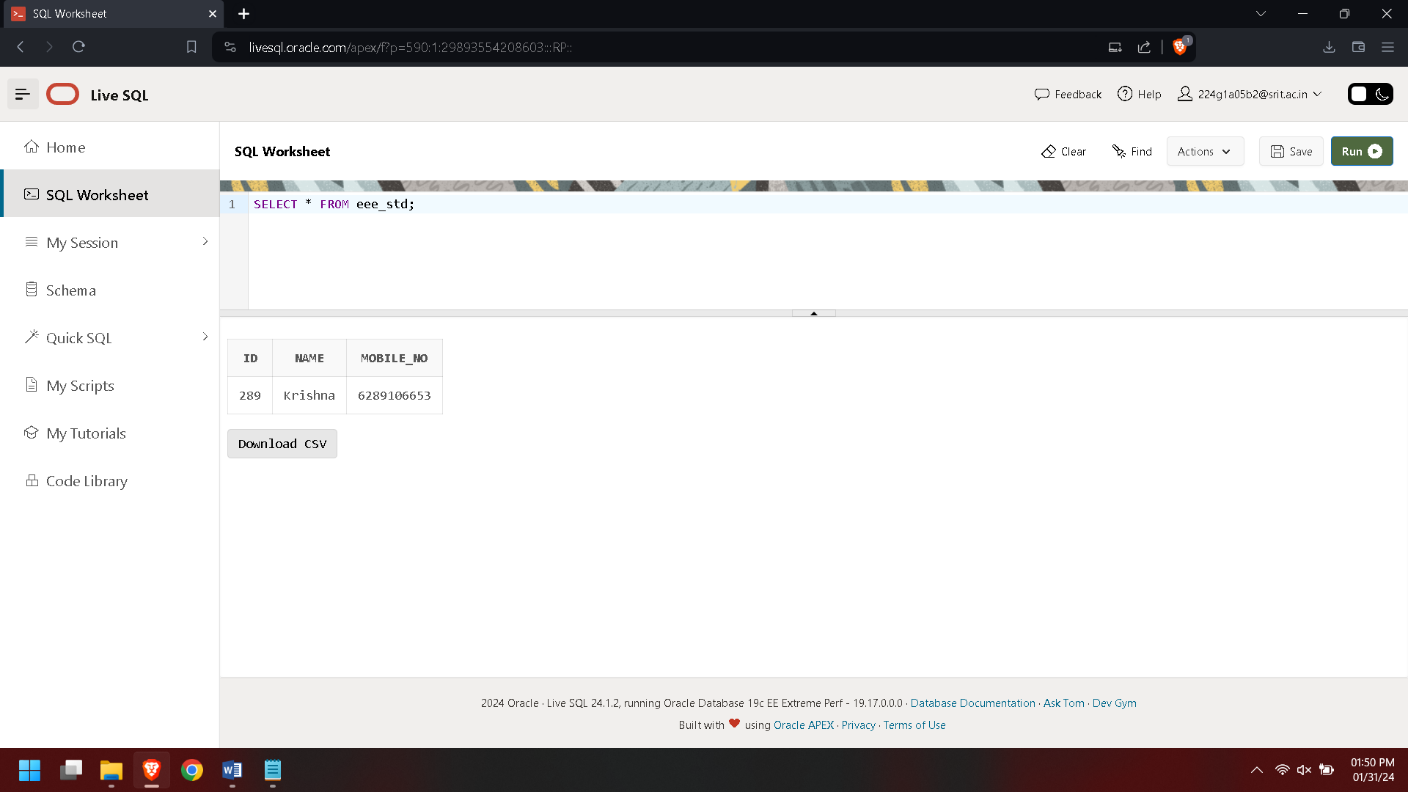 SQL Worksheet
livesql.oracle.com/apex/f?p=590:1:29893554208603:::RP::
1
Live SQL
Feedback
Help
224g1a05b2@srit.ac.in
Home
SQL Worksheet
My Session
Schema
Quick SQL
My Scripts
My Tutorials
Code Library
SQL Worksheet
Clear
Find
Actions
Save
Run
1 SELECT * FROM eee_std;
ID NAME MOBILE_NO
289 Krishna 6289106653
Download CSV
2024 Oracle · Live SQL 24.1.2, running Oracle Database 19c EE Extreme Perf - 19.17.0.0.0 · Database Documentation · Ask Tom · Dev Gym
Built with ❤ using Oracle APEX · Privacy · Terms of Use
01:50 PM
01/31/24